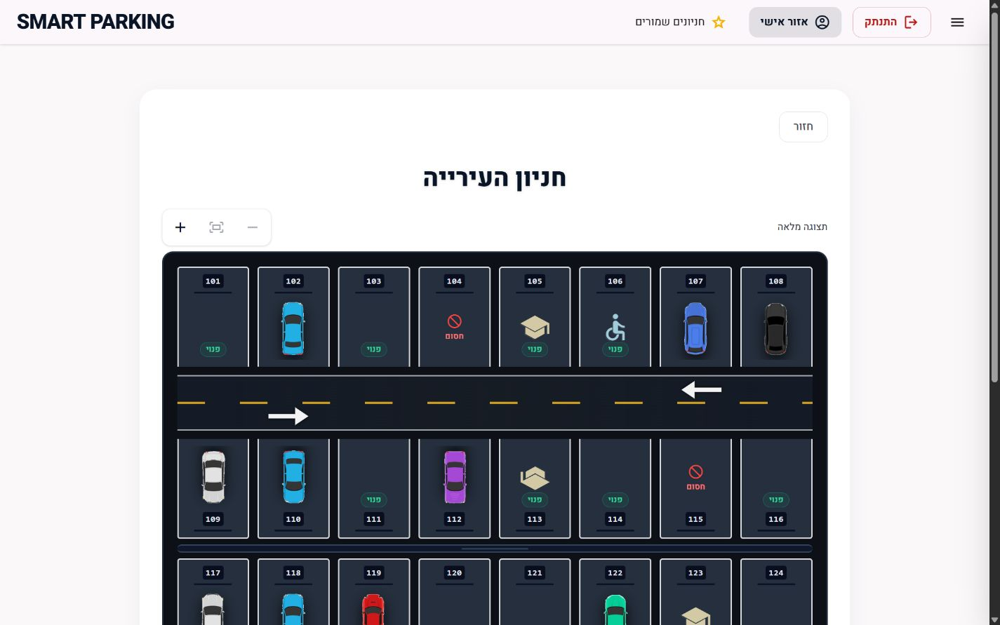 SMART PARKING
חניונים שמורים
אזור אישי
התנתק
חזור
חניון העירייה
תצוגה מלאה
101 102 103 104 105 106 107 108
חסום
פנוי פנוי פנוי פנוי
חסום
פנוי פנוי פנוי פנוי
109 110 111 112 113 114 115 116
117 118 119 120 121 122 123 124